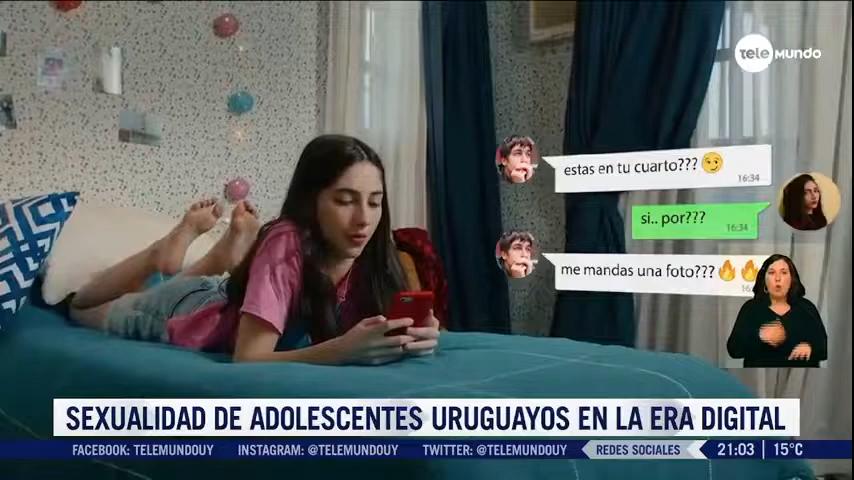 TELE MUNDO
estas en tu cuarto???
16:34
si.. por???
16:34
me mandas una foto???
SEXUALIDAD DE ADOLESCENTES URUGUAYOS EN LA ERA DIGITAL
FACEBOOK: TELEMUNDOUY INSTAGRAM: @TELEMUNDOUY TWITTER: @TELEMUNDOUY REDES SOCIALES 21:03 15°C